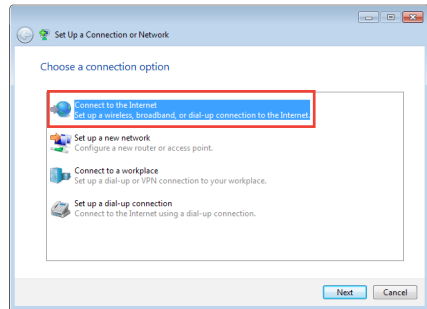 Set Up a Connection or Network
Choose a connection option
Connect to the Internet
Set up a wireless, broadband, or dial-up connection to the Internet.
Set up a new network
Configure a new router or access point.
Connect to a workplace
Set up a dial-up or VPN connection to your workplace.
Set up a dial-up connection
Connect to the Internet using a dial-up connection.
Next Cancel